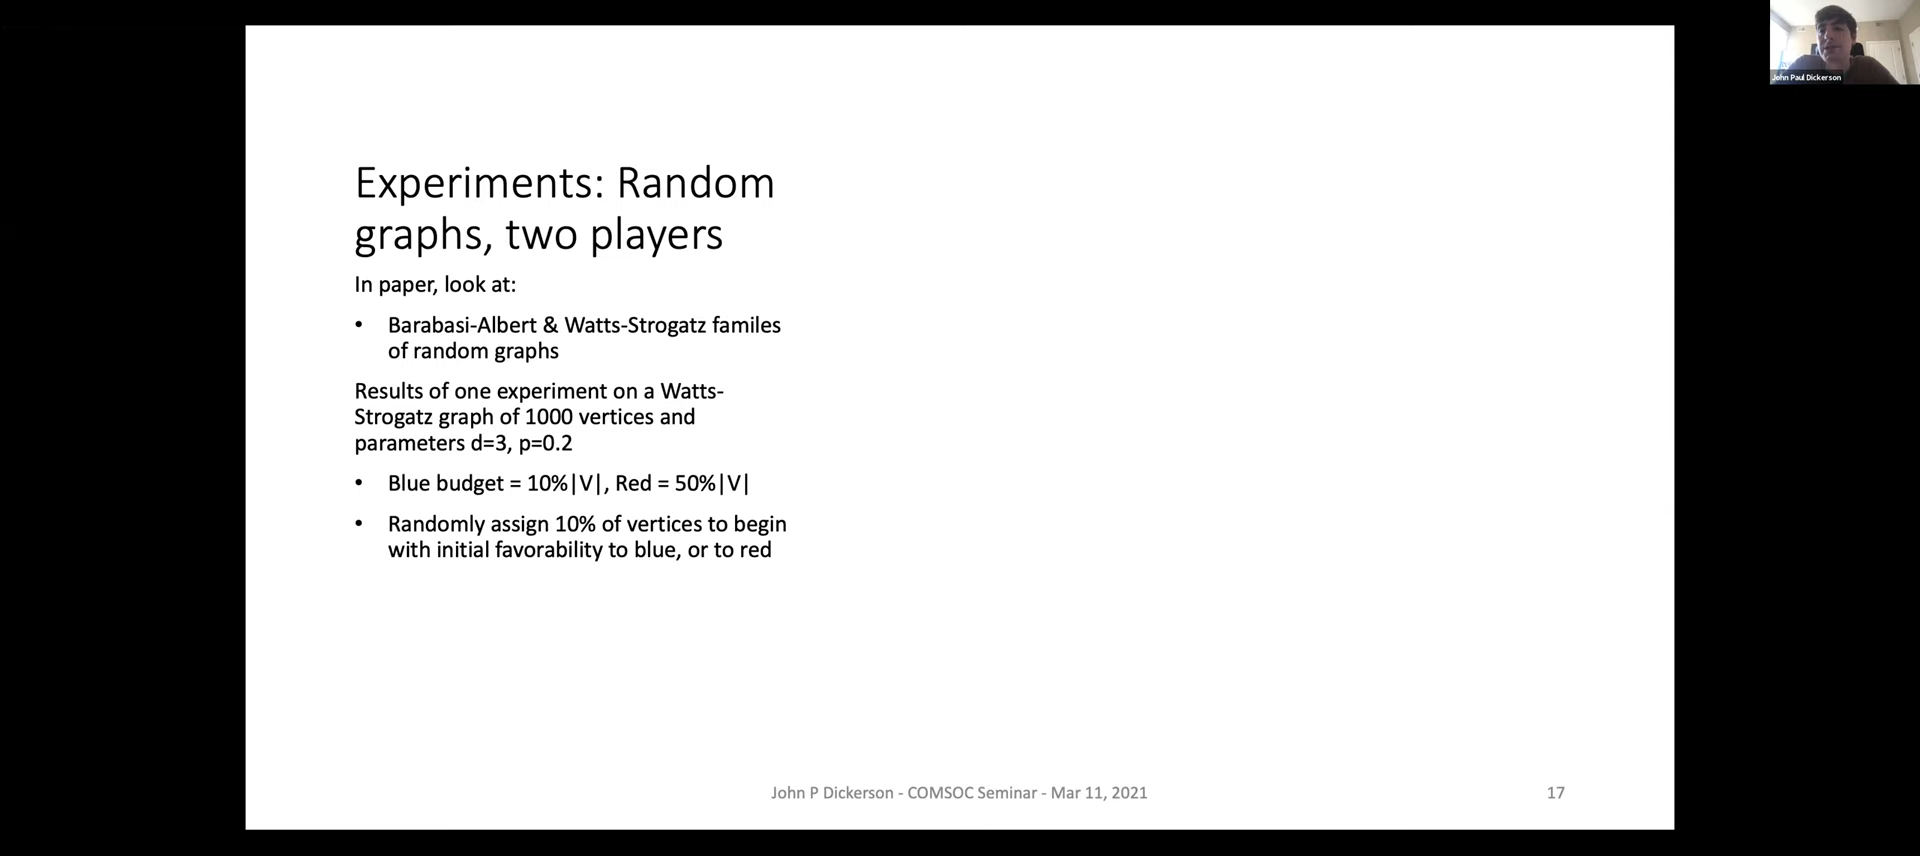 John Paul Dickerson
Experiments: Random
graphs, two players
In paper, look at:
• Barabasi-Albert & Watts-Strogatz familes
of random graphs
Results of one experiment on a Watts-
Strogatz graph of 1000 vertices and
parameters d=3, p=0.2
• Blue budget = 10%|V|, Red = 50%|V|
• Randomly assign 10% of vertices to begin
with initial favorability to blue, or to red
John P Dickerson - COMSOC Seminar - Mar 11, 2021
17